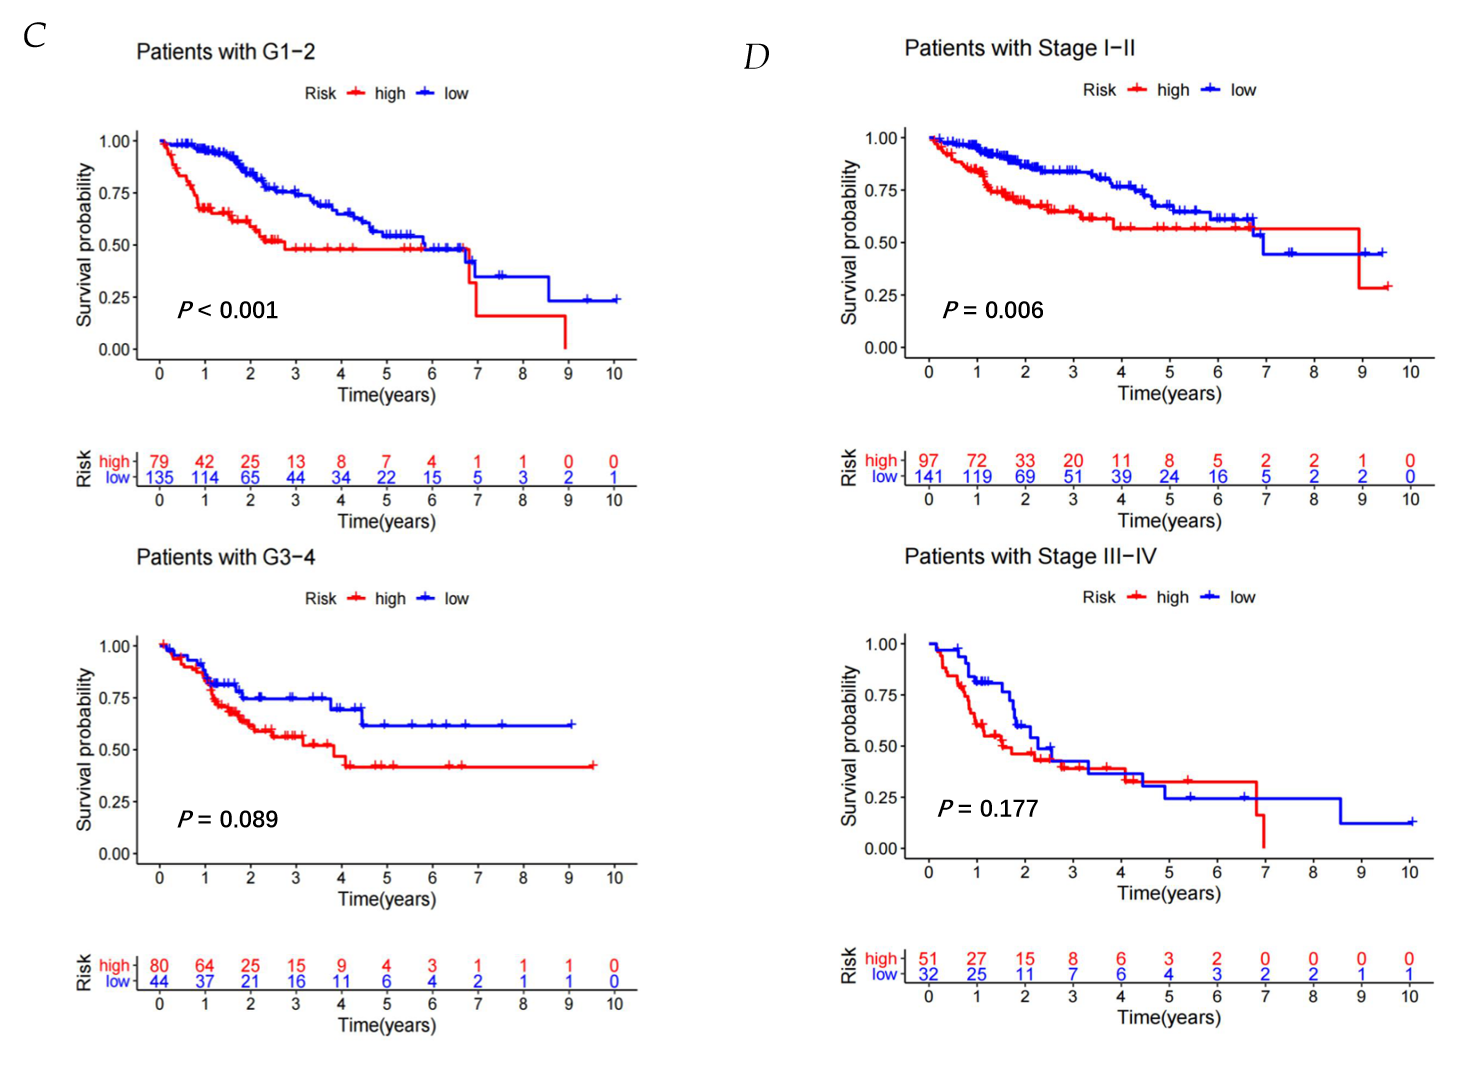 C
Patients with G1−2
Risk high low
Survival probability
1.00
0.75
0.50
0.25
0.00
P < 0.001
0 1 2 3 4 5 6 7 8 9 10
Time(years)
Risk
high 79 42 25 13 8 7 4 1 1 0 0
low 135 114 65 44 34 22 15 5 3 2 1
0 1 2 3 4 5 6 7 8 9 10
Time(years)
Patients with G3−4
Risk high low
Survival probability
1.00
0.75
0.50
0.25
0.00
P = 0.089
0 1 2 3 4 5 6 7 8 9 10
Time(years)
Risk
high 80 64 25 15 9 4 3 1 1 1 0
low 44 37 21 16 11 6 4 2 1 1 0
0 1 2 3 4 5 6 7 8 9 10
Time(years)
D
Patients with Stage I−II
Risk high low
Survival probability
1.00
0.75
0.50
0.25
0.00
P = 0.006
0 1 2 3 4 5 6 7 8 9 10
Time(years)
Risk
high 97 72 33 20 11 8 5 2 2 1 0
low 141 119 69 51 39 24 16 5 2 2 0
0 1 2 3 4 5 6 7 8 9 10
Time(years)
Patients with Stage III−IV
Risk high low
Survival probability
1.00
0.75
0.50
0.25
0.00
P = 0.177
0 1 2 3 4 5 6 7 8 9 10
Time(years)
Risk
high 51 27 15 8 6 3 2 0 0 0 0
low 32 25 11 7 6 4 3 2 2 1 1
0 1 2 3 4 5 6 7 8 9 10
Time(years)